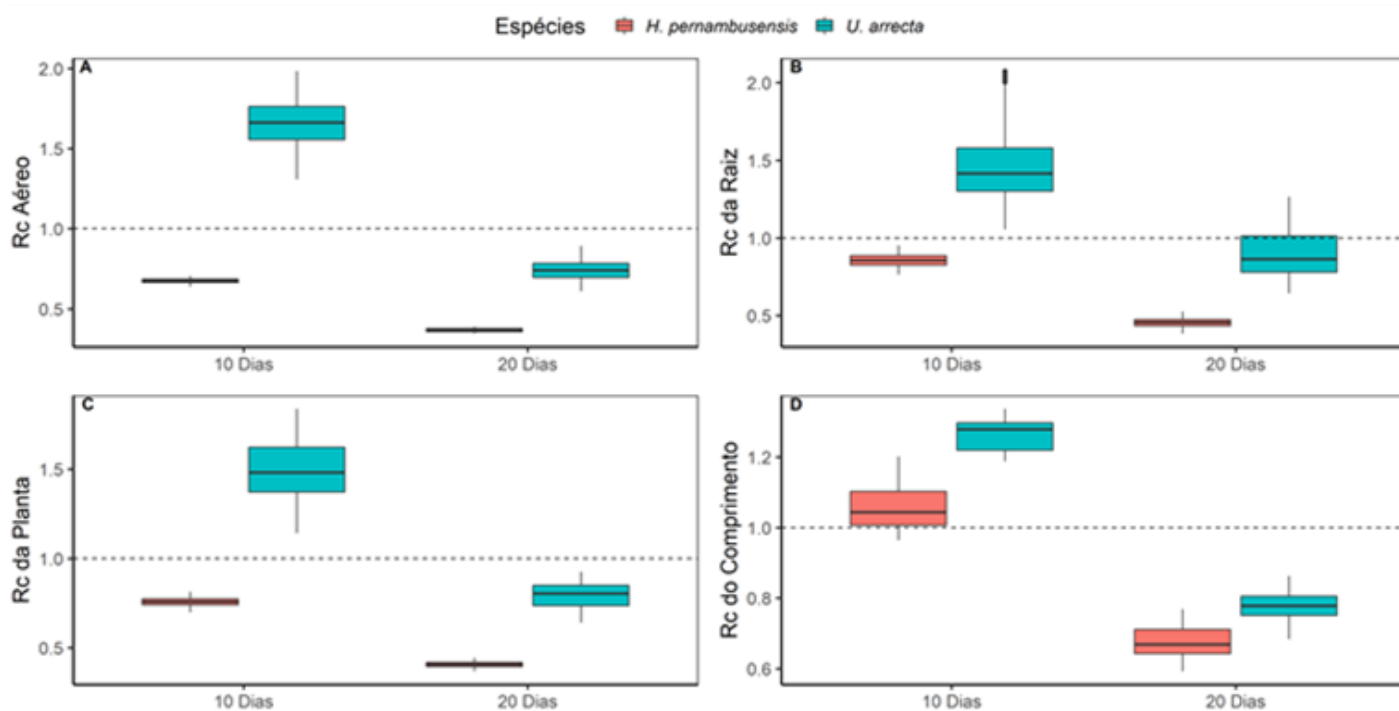 Espécies H. pernambusensis U. arrecta
A
Rc Aéreo
2.0
1.5
1.0
0.5
10 Dias 20 Dias
B
Rc da Raiz
2.0
1.5
1.0
0.5
10 Dias 20 Dias
C
Rc da Planta
1.5
1.0
0.5
10 Dias 20 Dias
D
Rc do Comprimento
1.2
1.0
0.8
0.6
10 Dias 20 Dias